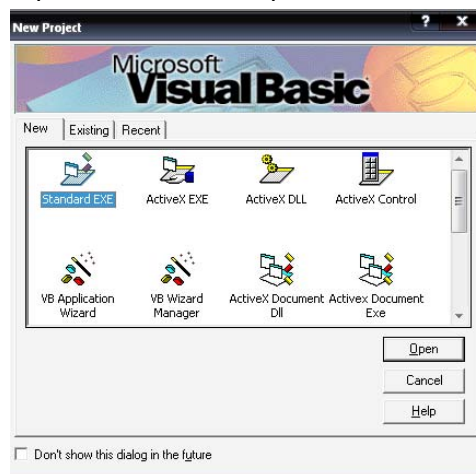 New Project
? X
Microsoft
Visual Basic
New Existing Recent
Standard EXE ActiveX EXE ActiveX DLL ActiveX Control
VB Application Wizard
VB Wizard Manager
ActiveX Document Dll
Activex Document Exe
Open
Cancel
Help
Don't show this dialog in the future